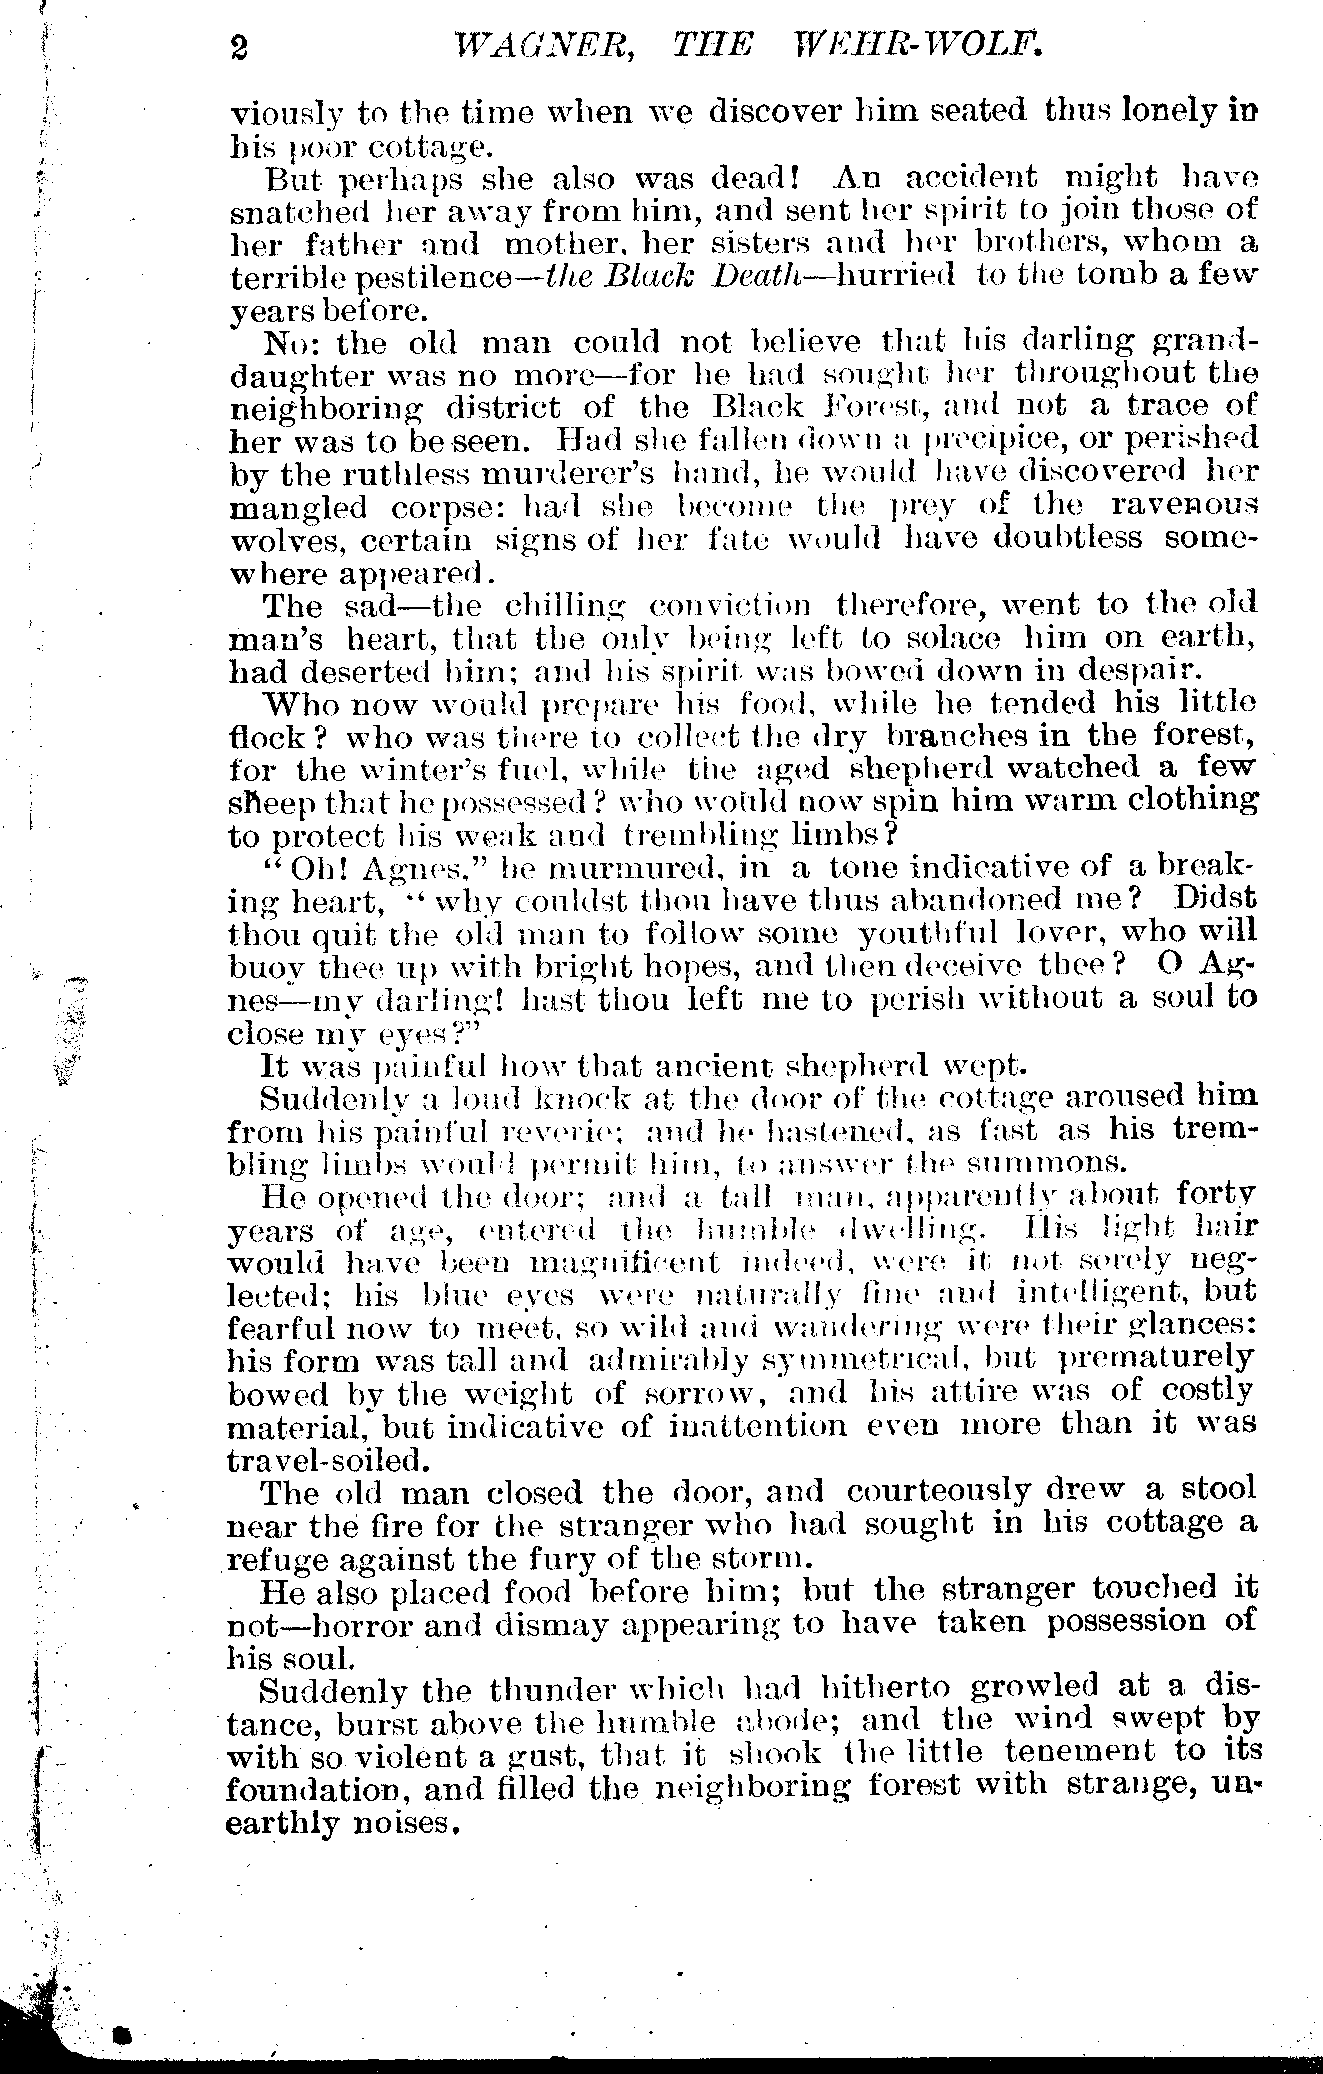 2 WAGNER, THE WEHR-WOLF.
viously to the time when we discover him seated thus lonely in
his poor cottage.
But perhaps she also was dead! An accident might have
snatched her away from him, and sent her spirit to join those of
her father and mother, her sisters and her brothers, whom a
terrible pestilence—the Black Death—hurried to the tomb a few
years before.
No: the old man could not believe that his darling grand-
daughter was no more—for he had sought her throughout the
neighboring district of the Black Forest, and not a trace of
her was to be seen. Had she fallen down a precipice, or perished
by the ruthless murderer's hand, he would have discovered her
mangled corpse: had she become the prey of the ravenous
wolves, certain signs of her fate would have doubtless some-
where appeared.
The sad—the chilling conviction therefore, went to the old
man's heart, that the only being left to solace him on earth,
had deserted him; and his spirit was bowed down in despair.
Who now would prepare his food, while he tended his little
flock? who was there to collect the dry branches in the forest,
for the winter's fuel, while the aged shepherd watched a few
sheep that he possessed? who would now spin him warm clothing
to protect his weak and trembling limbs?
"Oh! Agnes," he murmured, in a tone indicative of a break-
ing heart, "why couldst thou have thus abandoned me? Didst
thou quit the old man to follow some youthful lover, who will
buoy thee up with bright hopes, and then deceive thee? O Ag-
nes—my darling! hast thou left me to perish without a soul to
close my eyes?"
It was painful how that ancient shepherd wept.
Suddenly a loud knock at the door of the cottage aroused him
from his painful reverie; and he hastened, as fast as his trem-
bling limbs would permit him, to answer the summons.
He opened the door; and a tall man, apparently about forty
years of age, entered the humble dwelling. His light hair
would have been magnificent indeed, were it not sorely neg-
lected; his blue eyes were naturally fine and intelligent, but
fearful now to meet, so wild and wandering were their glances:
his form was tall and admirably symmetrical, but prematurely
bowed by the weight of sorrow, and his attire was of costly
material, but indicative of inattention even more than it was
travel-soiled.
The old man closed the door, and courteously drew a stool
near the fire for the stranger who had sought in his cottage a
refuge against the fury of the storm.
He also placed food before him; but the stranger touched it
not—horror and dismay appearing to have taken possession of
his soul.
Suddenly the thunder which had hitherto growled at a dis-
tance, burst above the humble abode; and the wind swept by
with so violent a gust, that it shook the little tenement to its
foundation, and filled the neighboring forest with strange, un-
earthly noises.